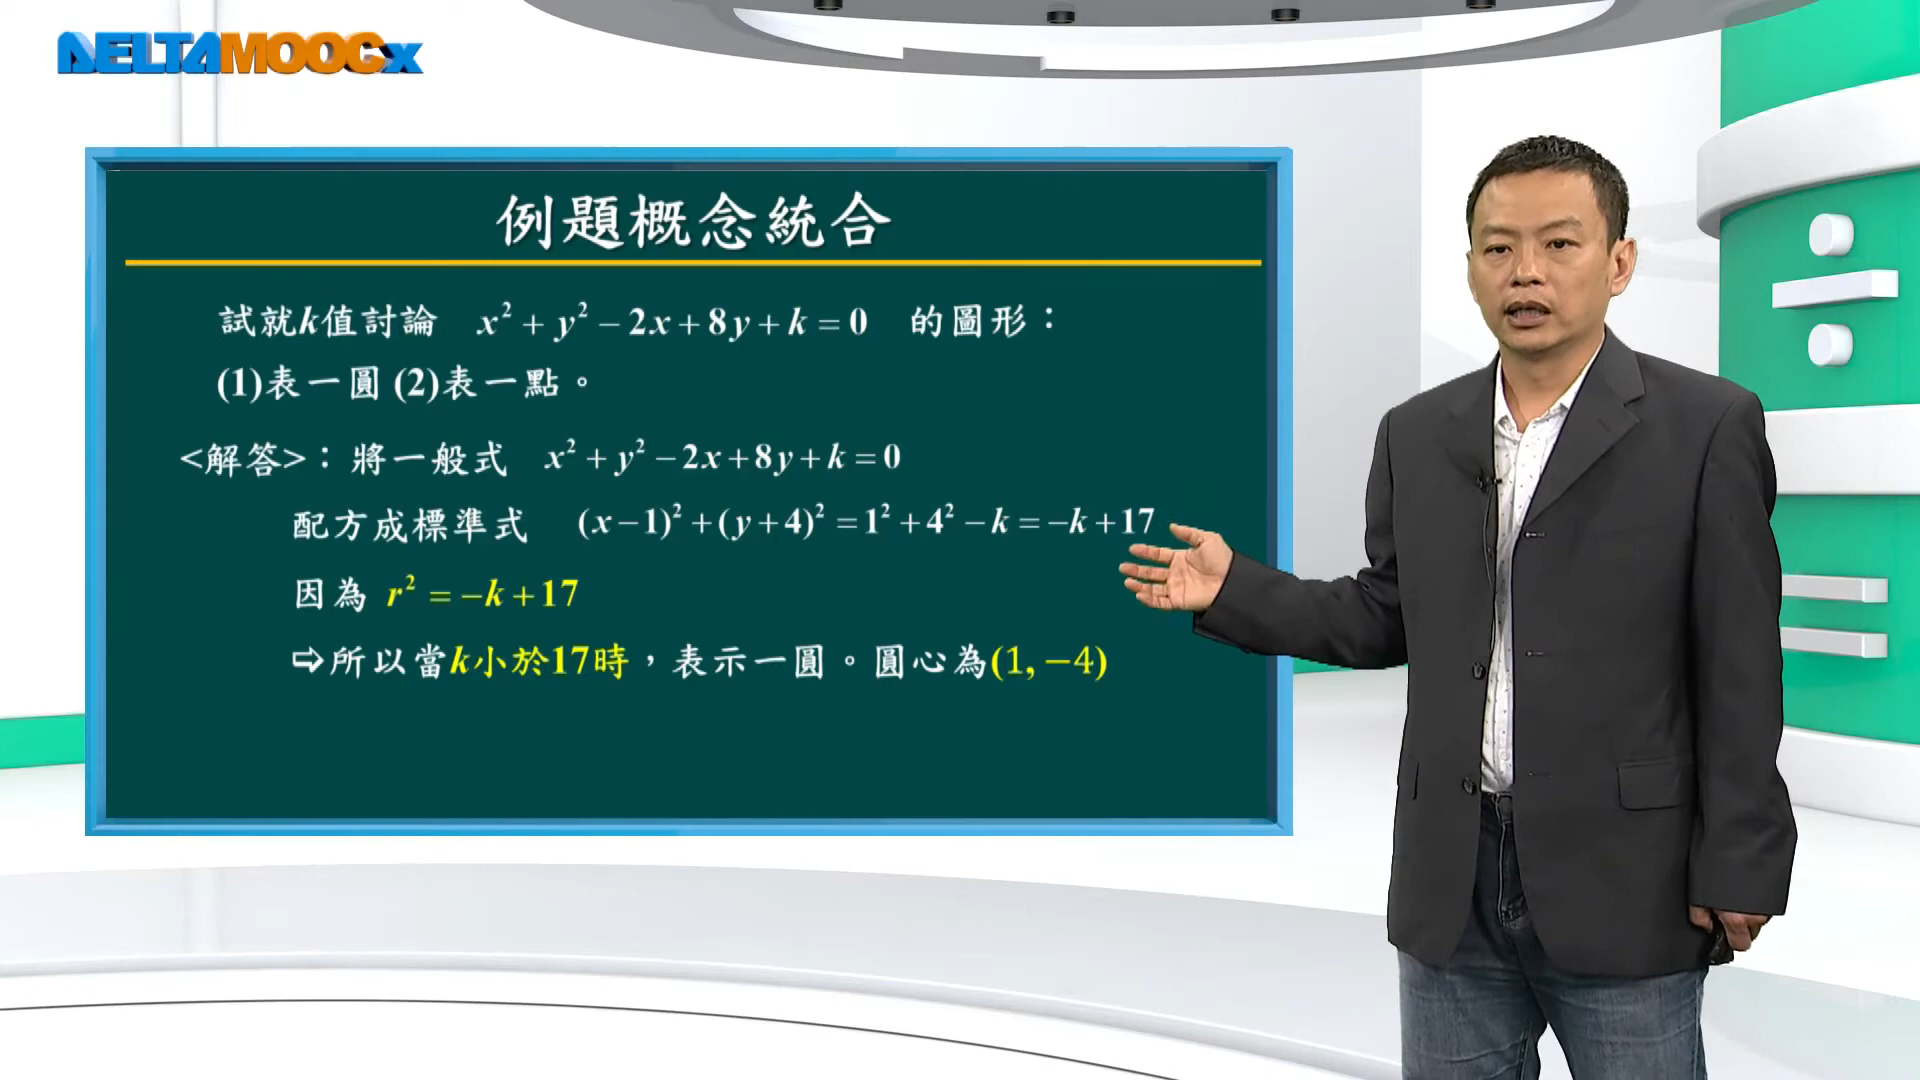 DELTAMOOCx
例題概念統合
試就k值討論 x²+y²−2x+8y+k=0 的圖形：
(1)表一圓 (2)表一點。
<解答>：將一般式 x²+y²−2x+8y+k=0
配方成標準式 (x−1)²+(y+4)²=1²+4²−k=−k+17
因為 r²=−k+17
⇨所以當k小於17時，表示一圓。圓心為(1,−4)